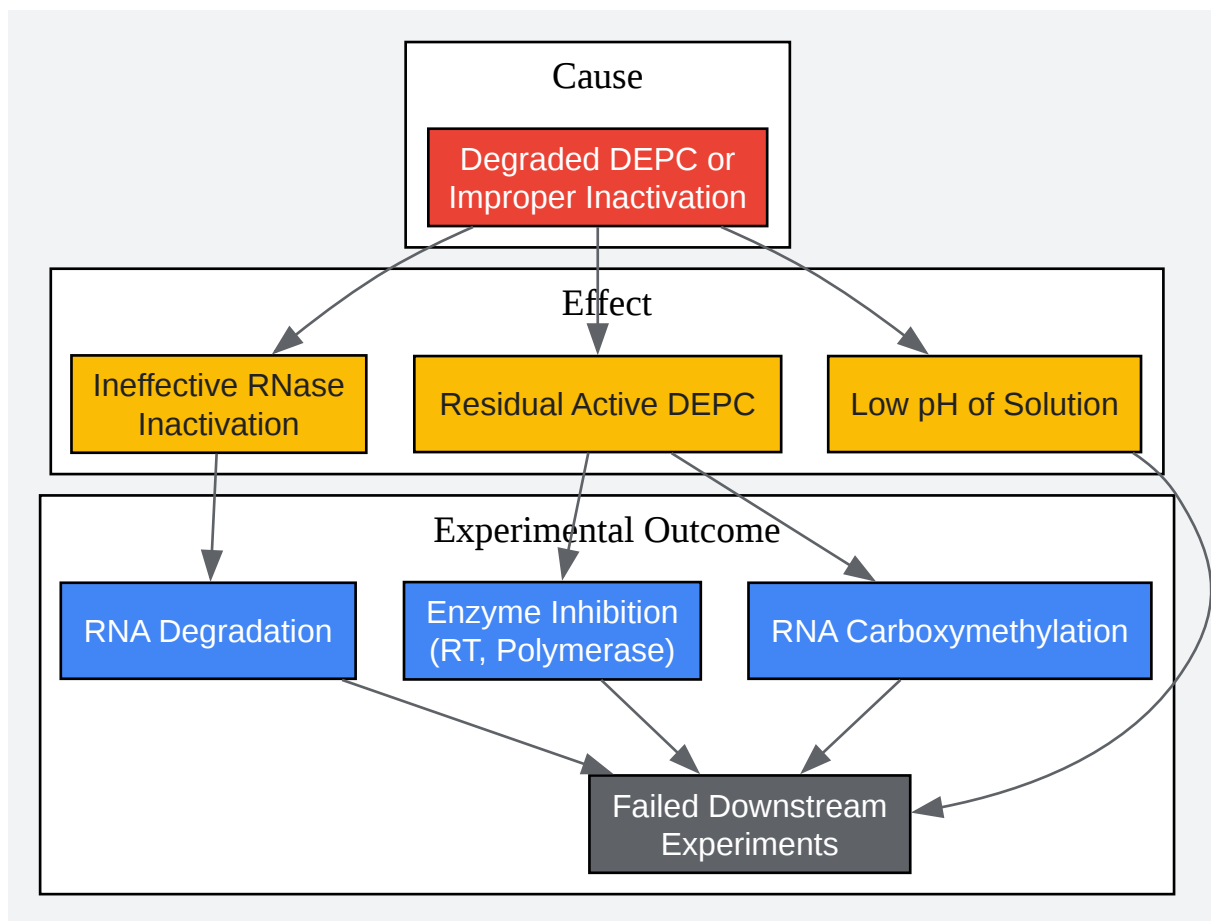 Cause
Degraded DEPC or
Improper Inactivation
Effect
Ineffective RNase
Inactivation
Residual Active DEPC
Low pH of Solution
Experimental Outcome
RNA Degradation
Enzyme Inhibition
(RT, Polymerase)
RNA Carboxymethylation
Failed Downstream
Experiments